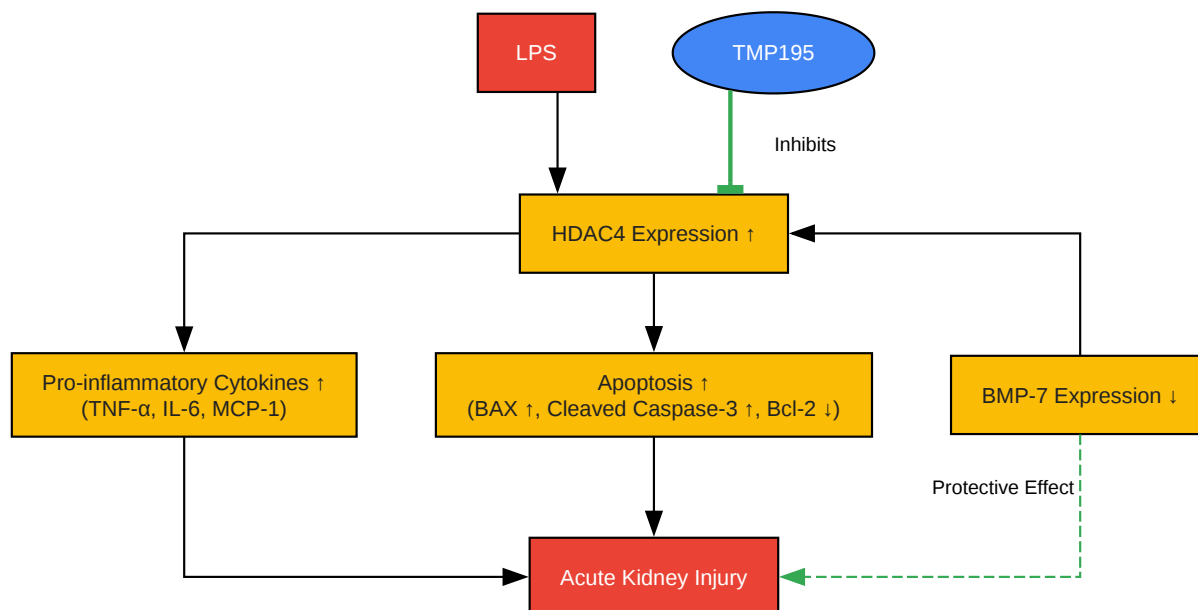 LPS
TMP195
Inhibits
HDAC4 Expression ↑
Pro-inflammatory Cytokines ↑
(TNF-α, IL-6, MCP-1)
Apoptosis ↑
(BAX ↑, Cleaved Caspase-3 ↑, Bcl-2 ↓)
BMP-7 Expression ↓
Protective Effect
Acute Kidney Injury